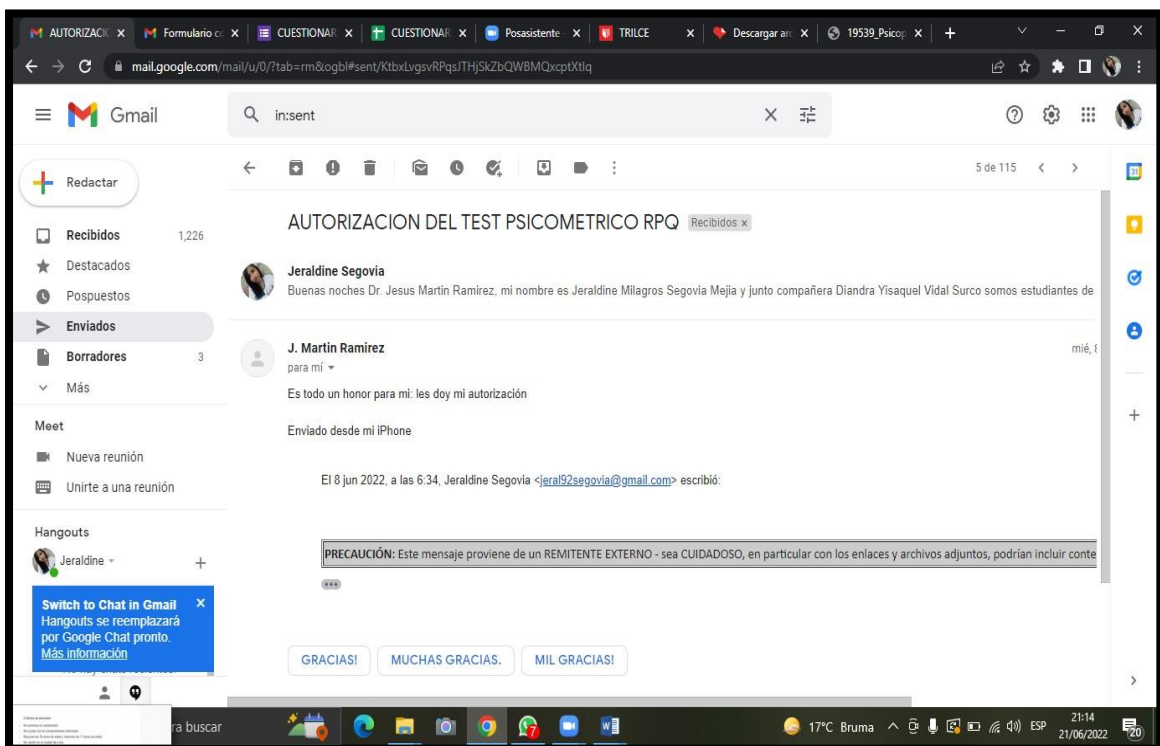 AUTORIZACIC
Formulario co
CUESTIONAR
CUESTIONAR
Posasistente -
TRILCE
Descargar arc
19539_Psicop
mail.google.com/mail/u/0/?tab=rm&ogbl#sent/KtbxLvgsvRPqsJTHjSkZbQWBMQxcptXtlq
Gmail
in:sent
Redactar
5 de 115
Recibidos 1,226
Destacados
Pospuestos
Enviados
Borradores 3
Más
Meet
Nueva reunión
Unirte a una reunión
Hangouts
Jeraldine
Switch to Chat in Gmail
Hangouts se reemplazará
por Google Chat pronto.
Más información
AUTORIZACION DEL TEST PSICOMETRICO RPQ Recibidos x
Jeraldine Segovia
Buenas noches Dr. Jesus Martin Ramirez, mi nombre es Jeraldine Milagros Segovia Mejia y junto compañera Diandra Yisaquel Vidal Surco somos estudiantes de
J. Martin Ramirez mié, 8
para mí
Es todo un honor para mi: les doy mi autorización
Enviado desde mi iPhone
El 8 jun 2022, a las 6:34, Jeraldine Segovia <jeral92segovia@gmail.com> escribió:
PRECAUCIÓN: Este mensaje proviene de un REMITENTE EXTERNO - sea CUIDADOSO, en particular con los enlaces y archivos adjuntos, podrían incluir conte
GRACIAS!
MUCHAS GRACIAS.
MIL GRACIAS!
31
ra buscar
17°C Bruma
ESP
21:14
21/06/2022
20